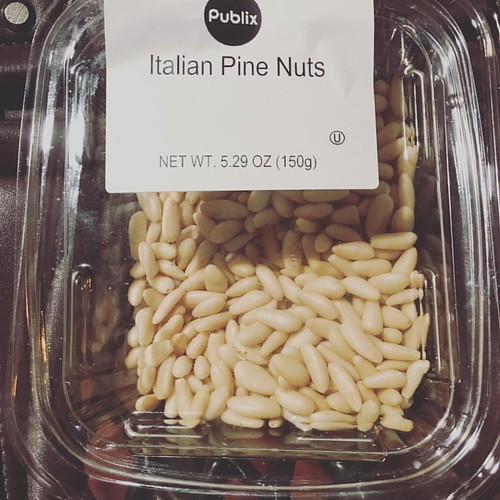 Publix
Italian Pine Nuts
U
NET WT. 5.29 OZ (150g)